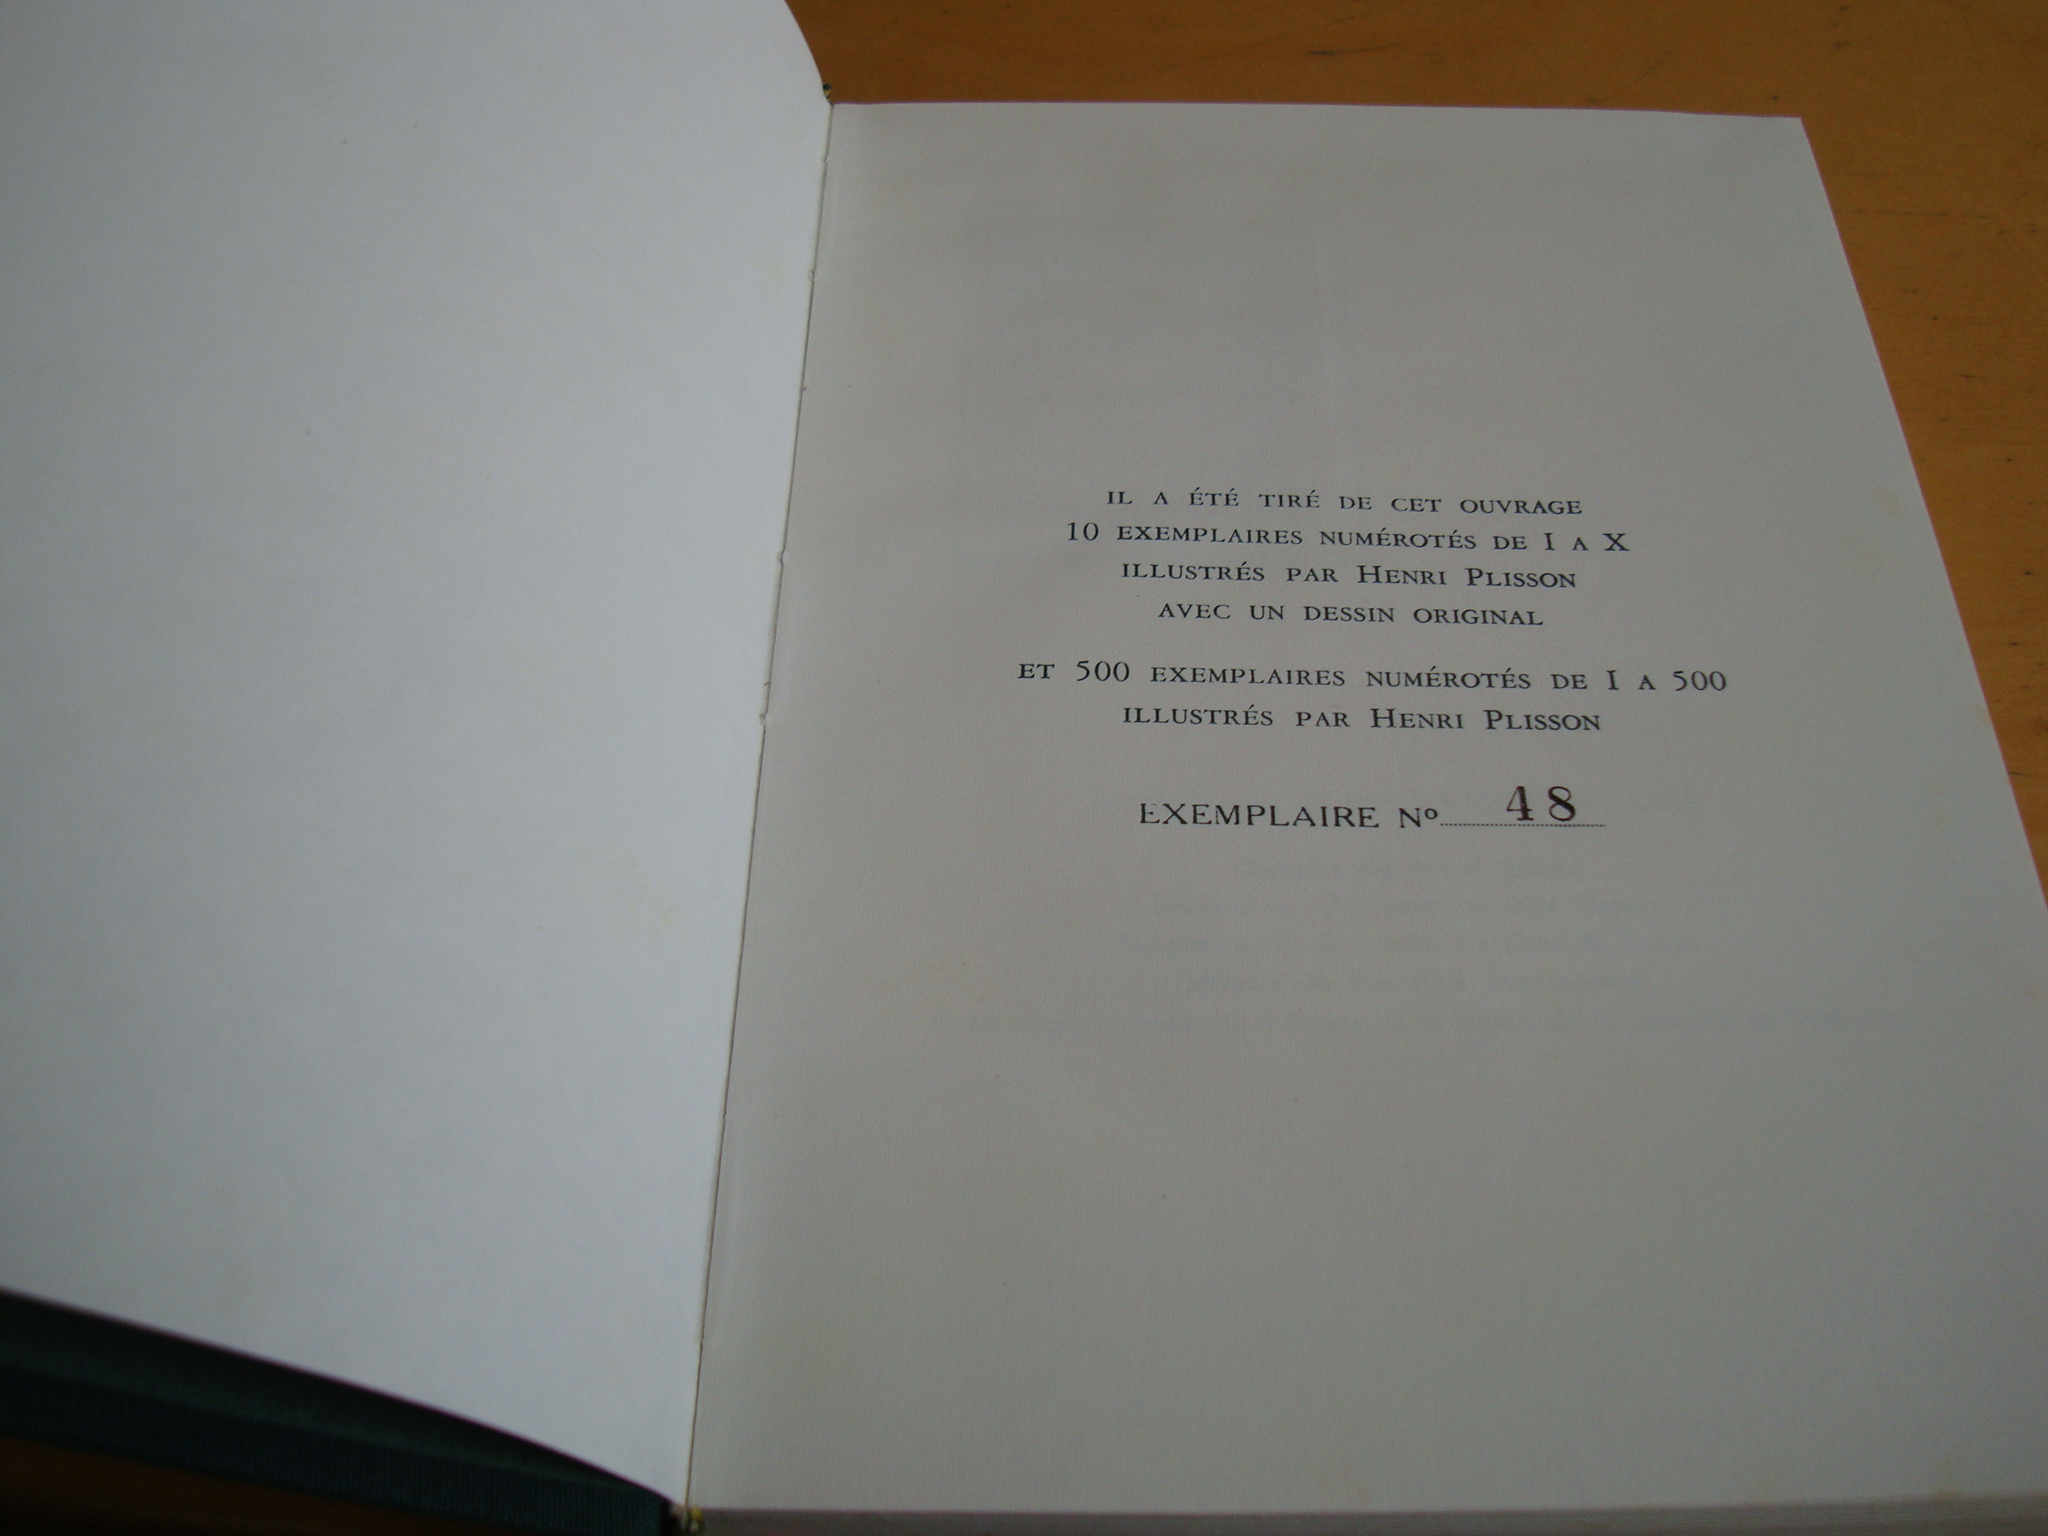 IL A ÉTÉ TIRÉ DE CET OUVRAGE
10 EXEMPLAIRES NUMÉROTÉS DE I A X
ILLUSTRÉS PAR HENRI PLISSON
AVEC UN DESSIN ORIGINAL
ET 500 EXEMPLAIRES NUMÉROTÉS DE I A 500
ILLUSTRÉS PAR HENRI PLISSON
EXEMPLAIRE Nº 48